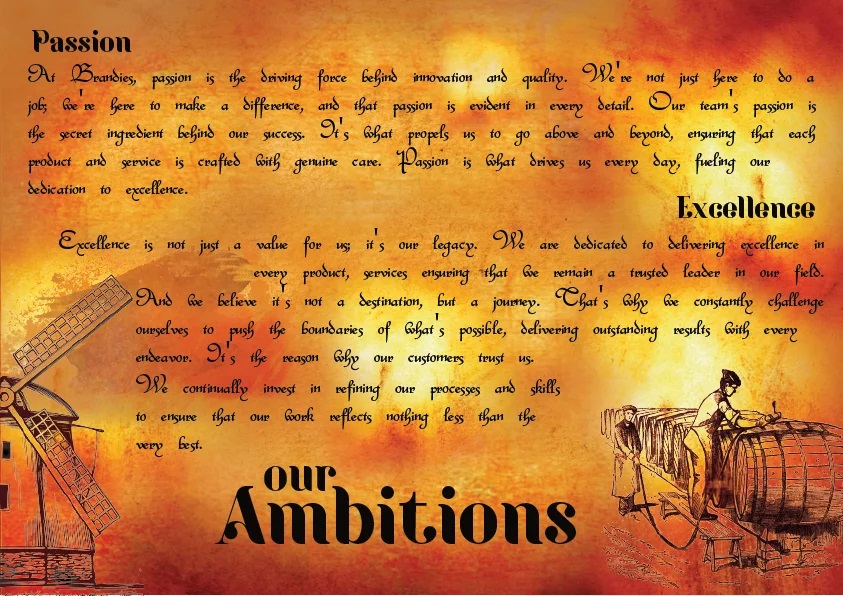 Passion
At Brandies, passion is the driving force behind innovation and quality. We're not just here to do a
job; we're here to make a difference, and that passion is evident in every detail. Our team's passion is
the secret ingredient behind our success. It's what propels us to go above and beyond, ensuring that each
product and service is crafted with genuine care. Passion is what drives us every day, fueling our
dedication to excellence.
Excellence
Excellence is not just a value for us; it's our legacy. We are dedicated to delivering excellence in
every product, services ensuring that we remain a trusted leader in our field.
And we believe it's not a destination, but a journey. That's why we constantly challenge
ourselves to push the boundaries of what's possible, delivering outstanding results with every
endeavor. It's the reason why our customers trust us.
We continually invest in refining our processes and skills
to ensure that our work reflects nothing less than the
very best.
our
Ambitions